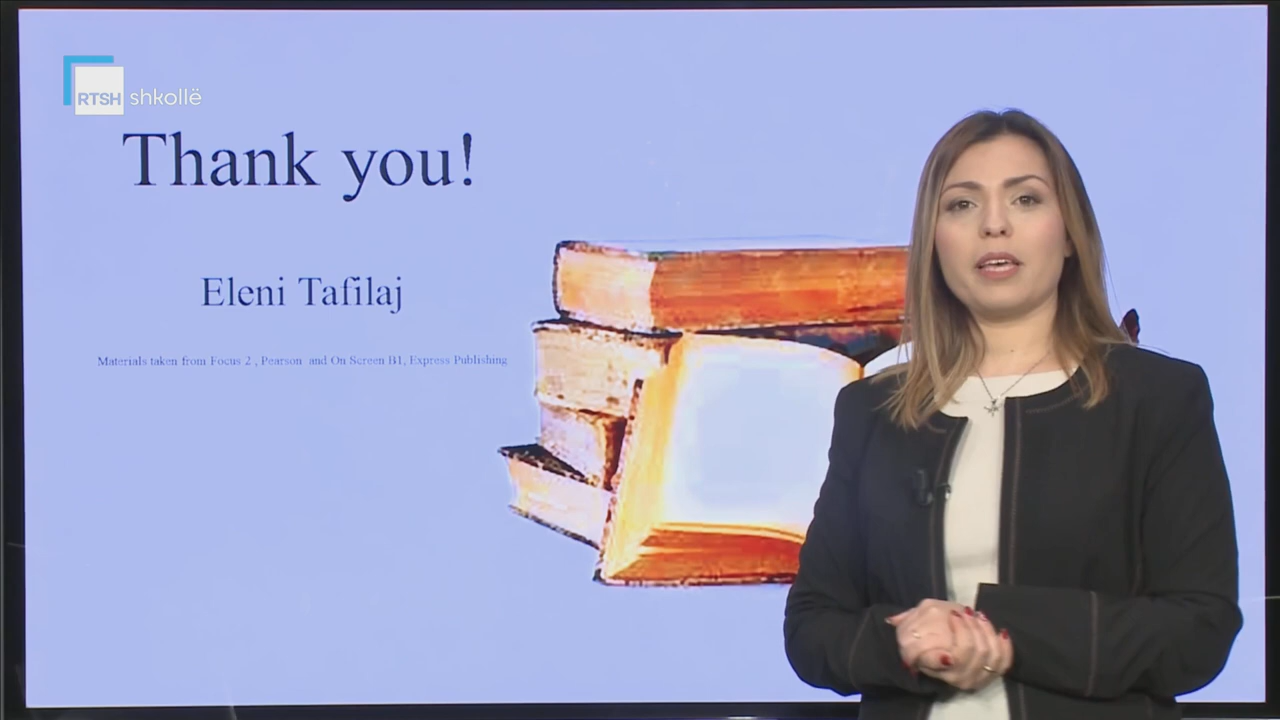 RTSH shkollë
Thank you!
Eleni Tafilaj
Materials taken from Focus 2 , Pearson and On Screen B1, Express Publishing